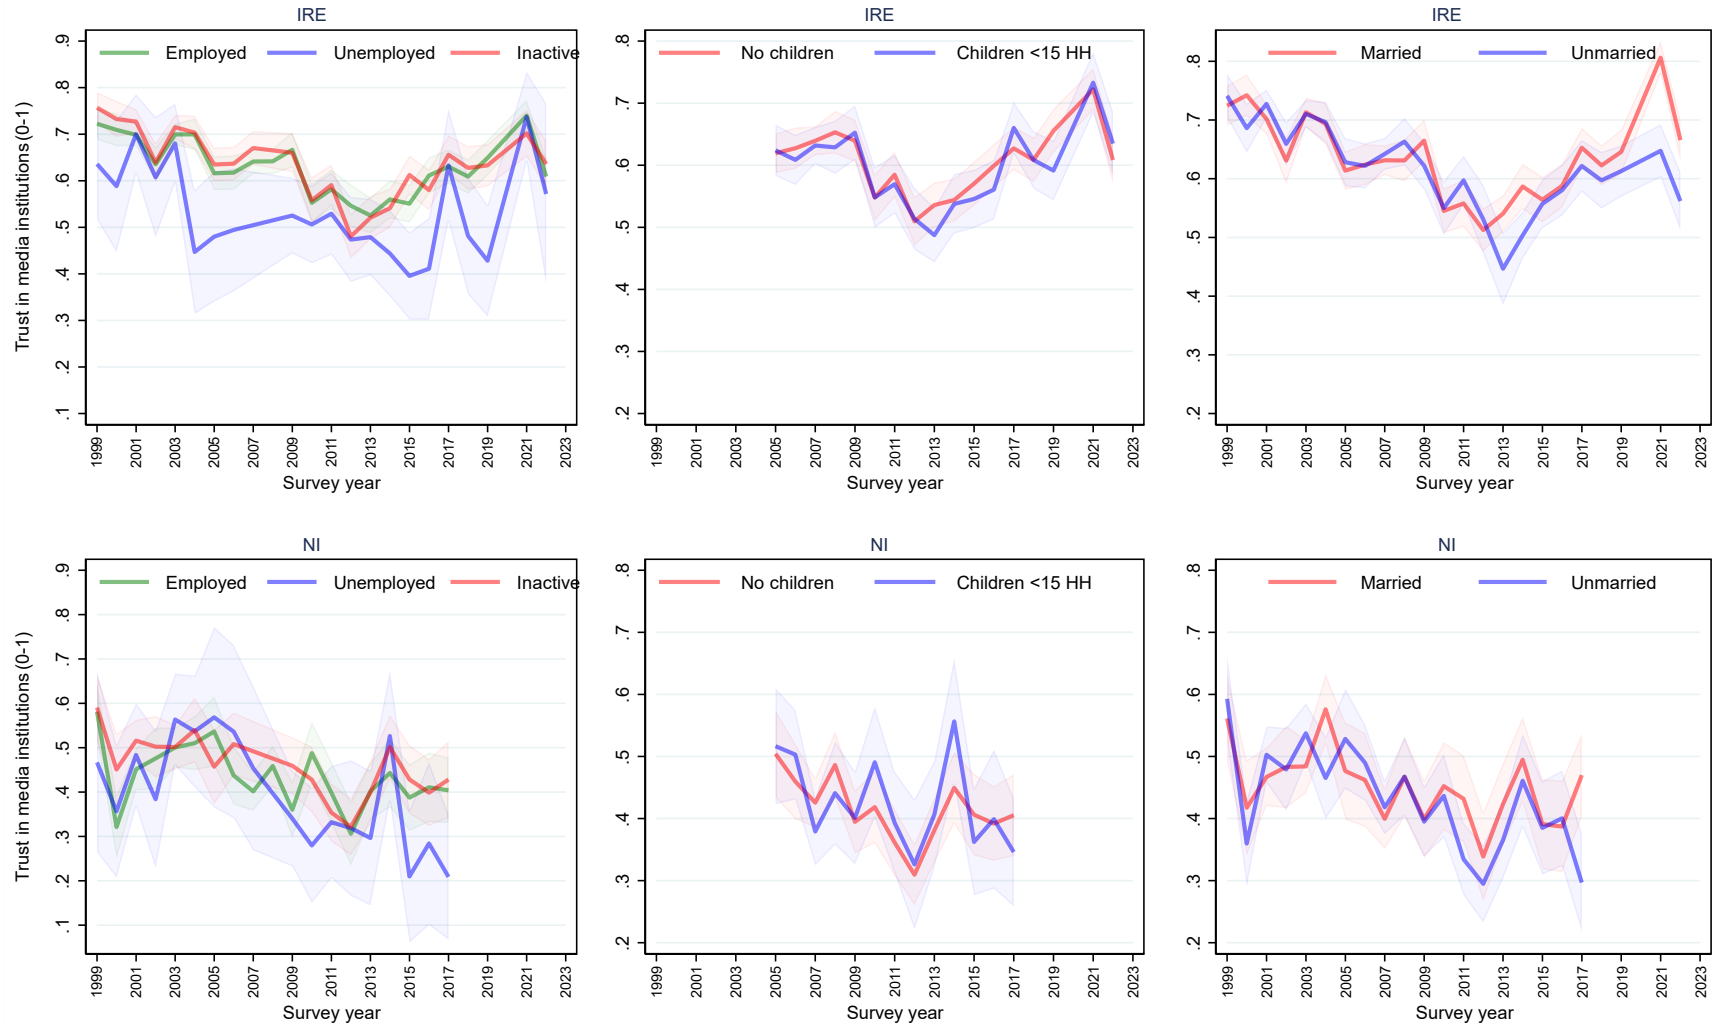 IRE
Employed Unemployed Inactive
Trust in media institutions (0-1)
.9
.8
.7
.6
.5
.4
.3
.2
.1
1999 2001 2003 2005 2007 2009 2011 2013 2015 2017 2019 2021 2023
Survey year
IRE
No children Children <15 HH
.8
.7
.6
.5
.4
.3
.2
1999 2001 2003 2005 2007 2009 2011 2013 2015 2017 2019 2021 2023
Survey year
IRE
Married Unmarried
.8
.7
.6
.5
.4
.3
.2
1999 2001 2003 2005 2007 2009 2011 2013 2015 2017 2019 2021 2023
Survey year
NI
Employed Unemployed Inactive
Trust in media institutions (0-1)
.9
.8
.7
.6
.5
.4
.3
.2
.1
1999 2001 2003 2005 2007 2009 2011 2013 2015 2017 2019 2021 2023
Survey year
NI
No children Children <15 HH
.8
.7
.6
.5
.4
.3
.2
1999 2001 2003 2005 2007 2009 2011 2013 2015 2017 2019 2021 2023
Survey year
NI
Married Unmarried
.8
.7
.6
.5
.4
.3
.2
1999 2001 2003 2005 2007 2009 2011 2013 2015 2017 2019 2021 2023
Survey year